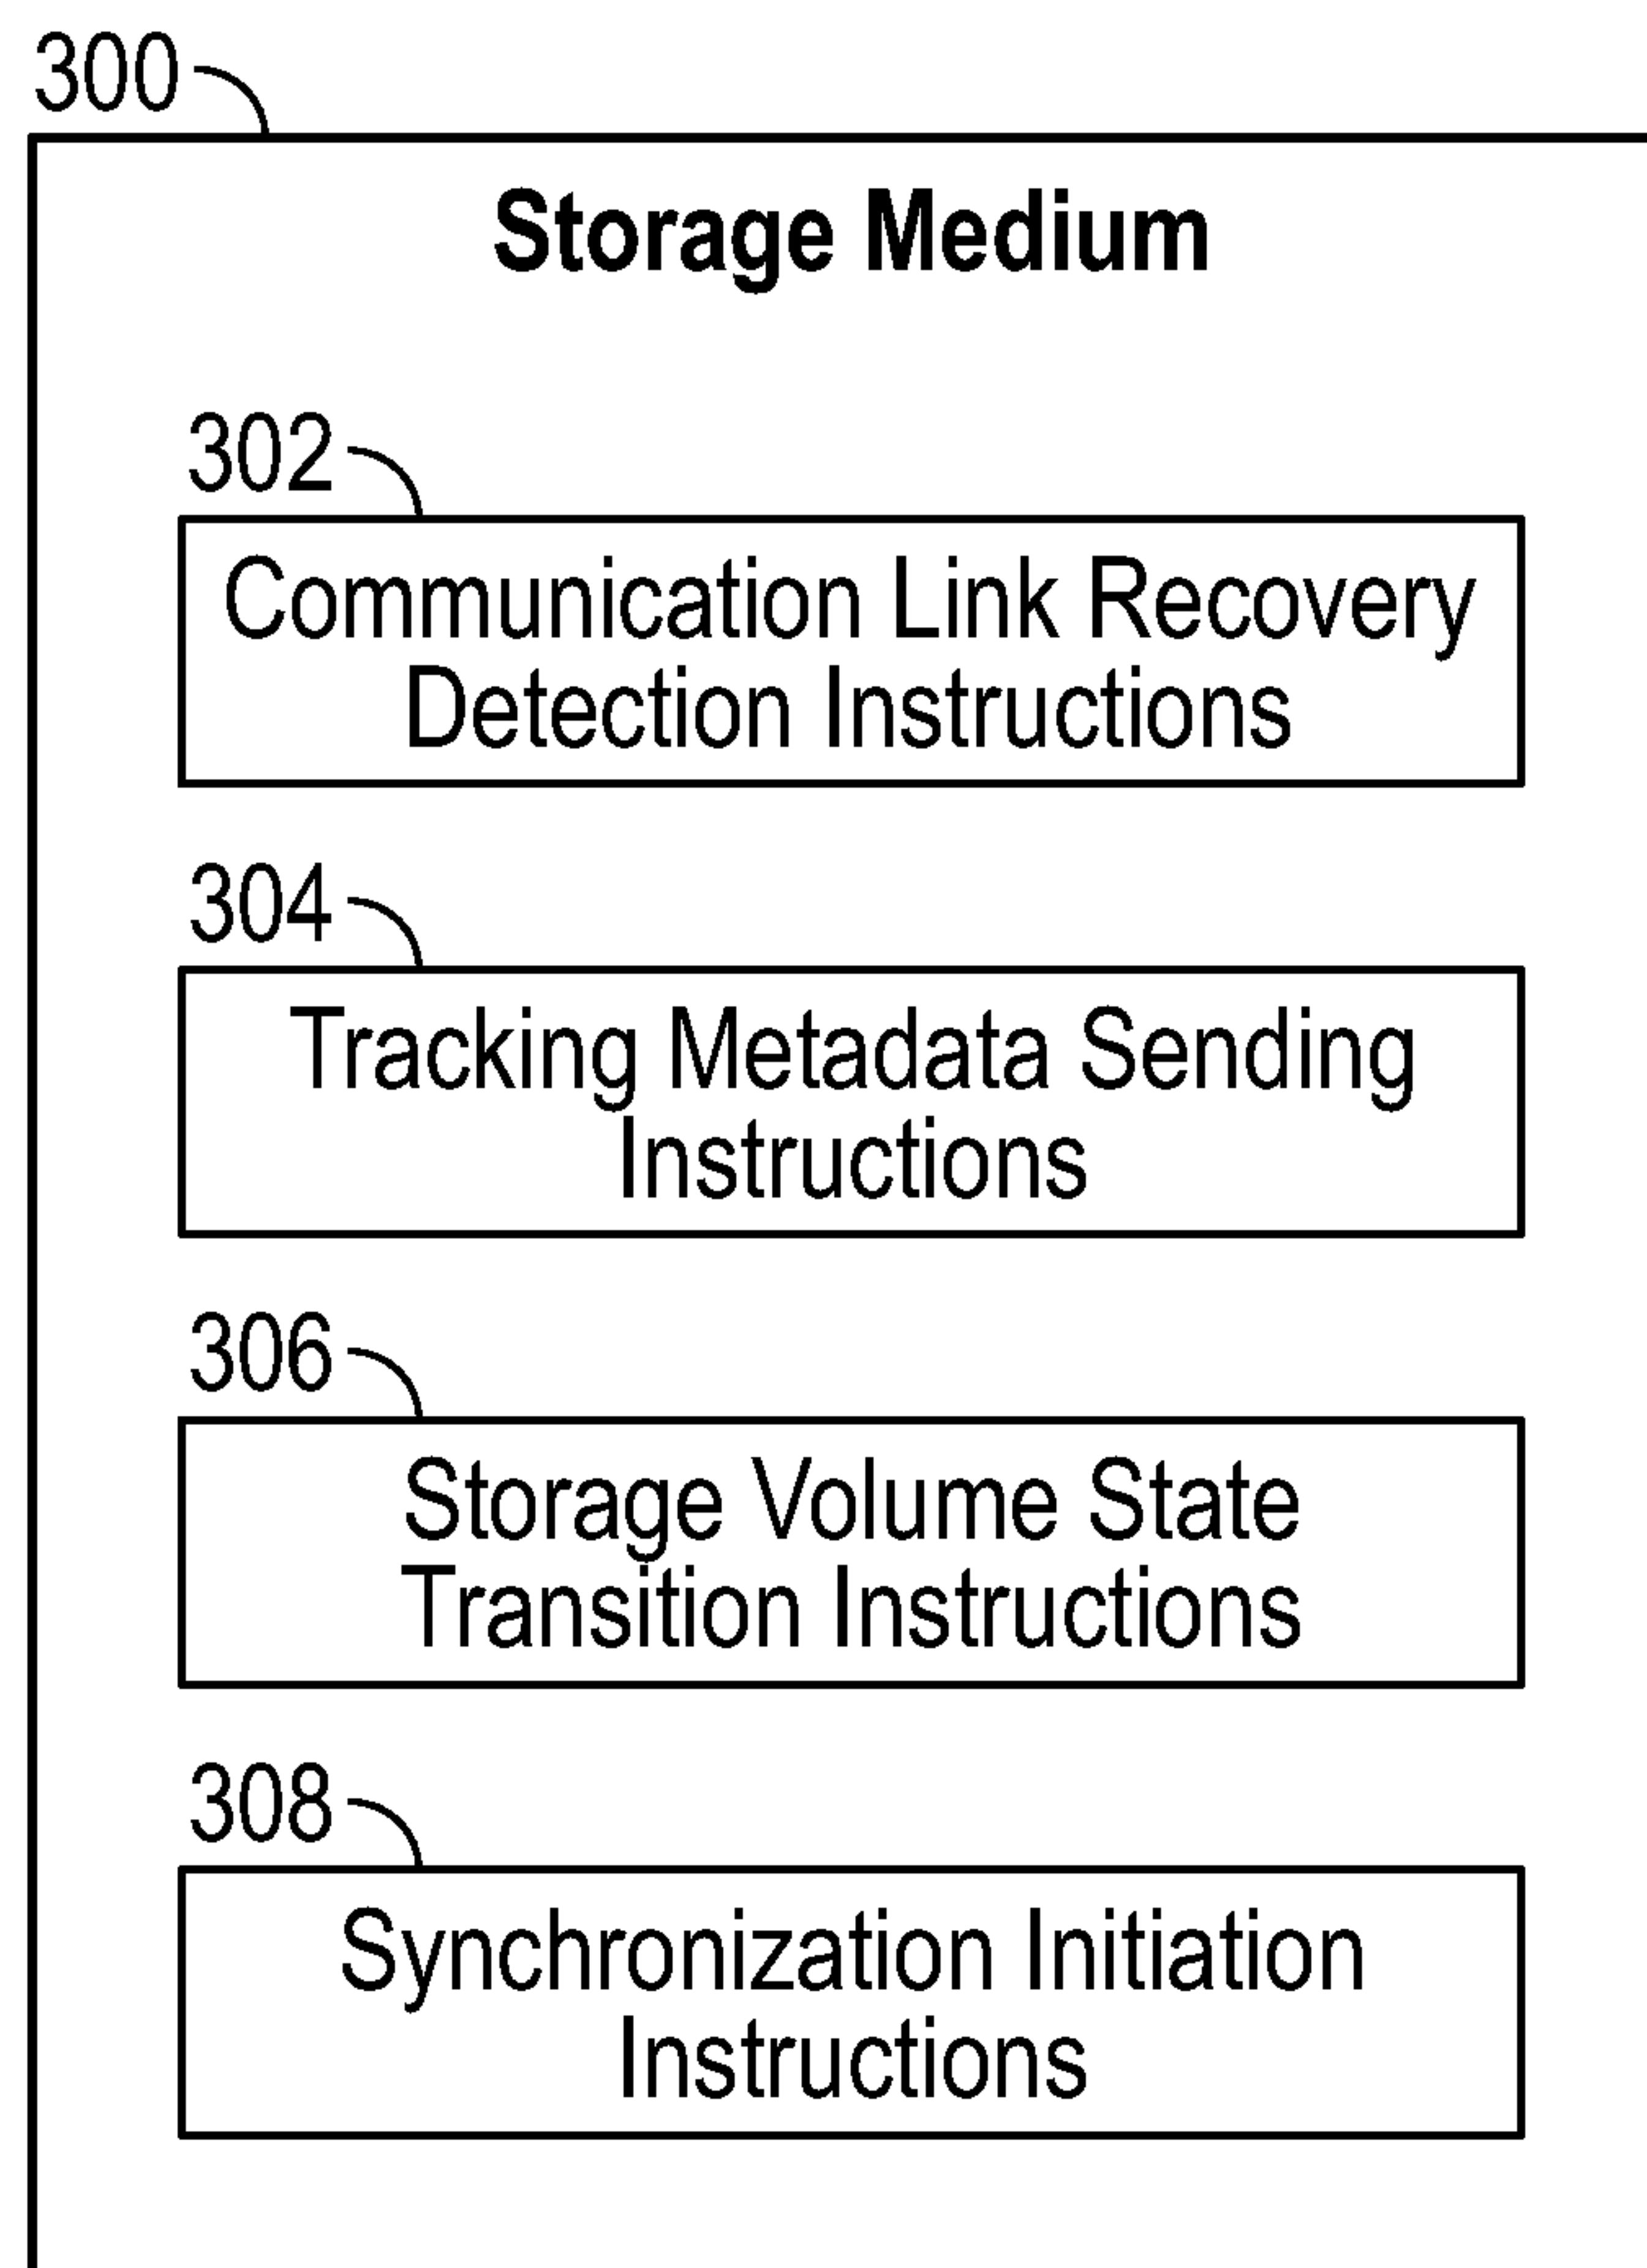 300
Storage Medium
302
Communication Link Recovery
Detection Instructions
304
Tracking Metadata Sending
Instructions
306
Storage Volume State
Transition Instructions
308
Synchronization Initiation
Instructions